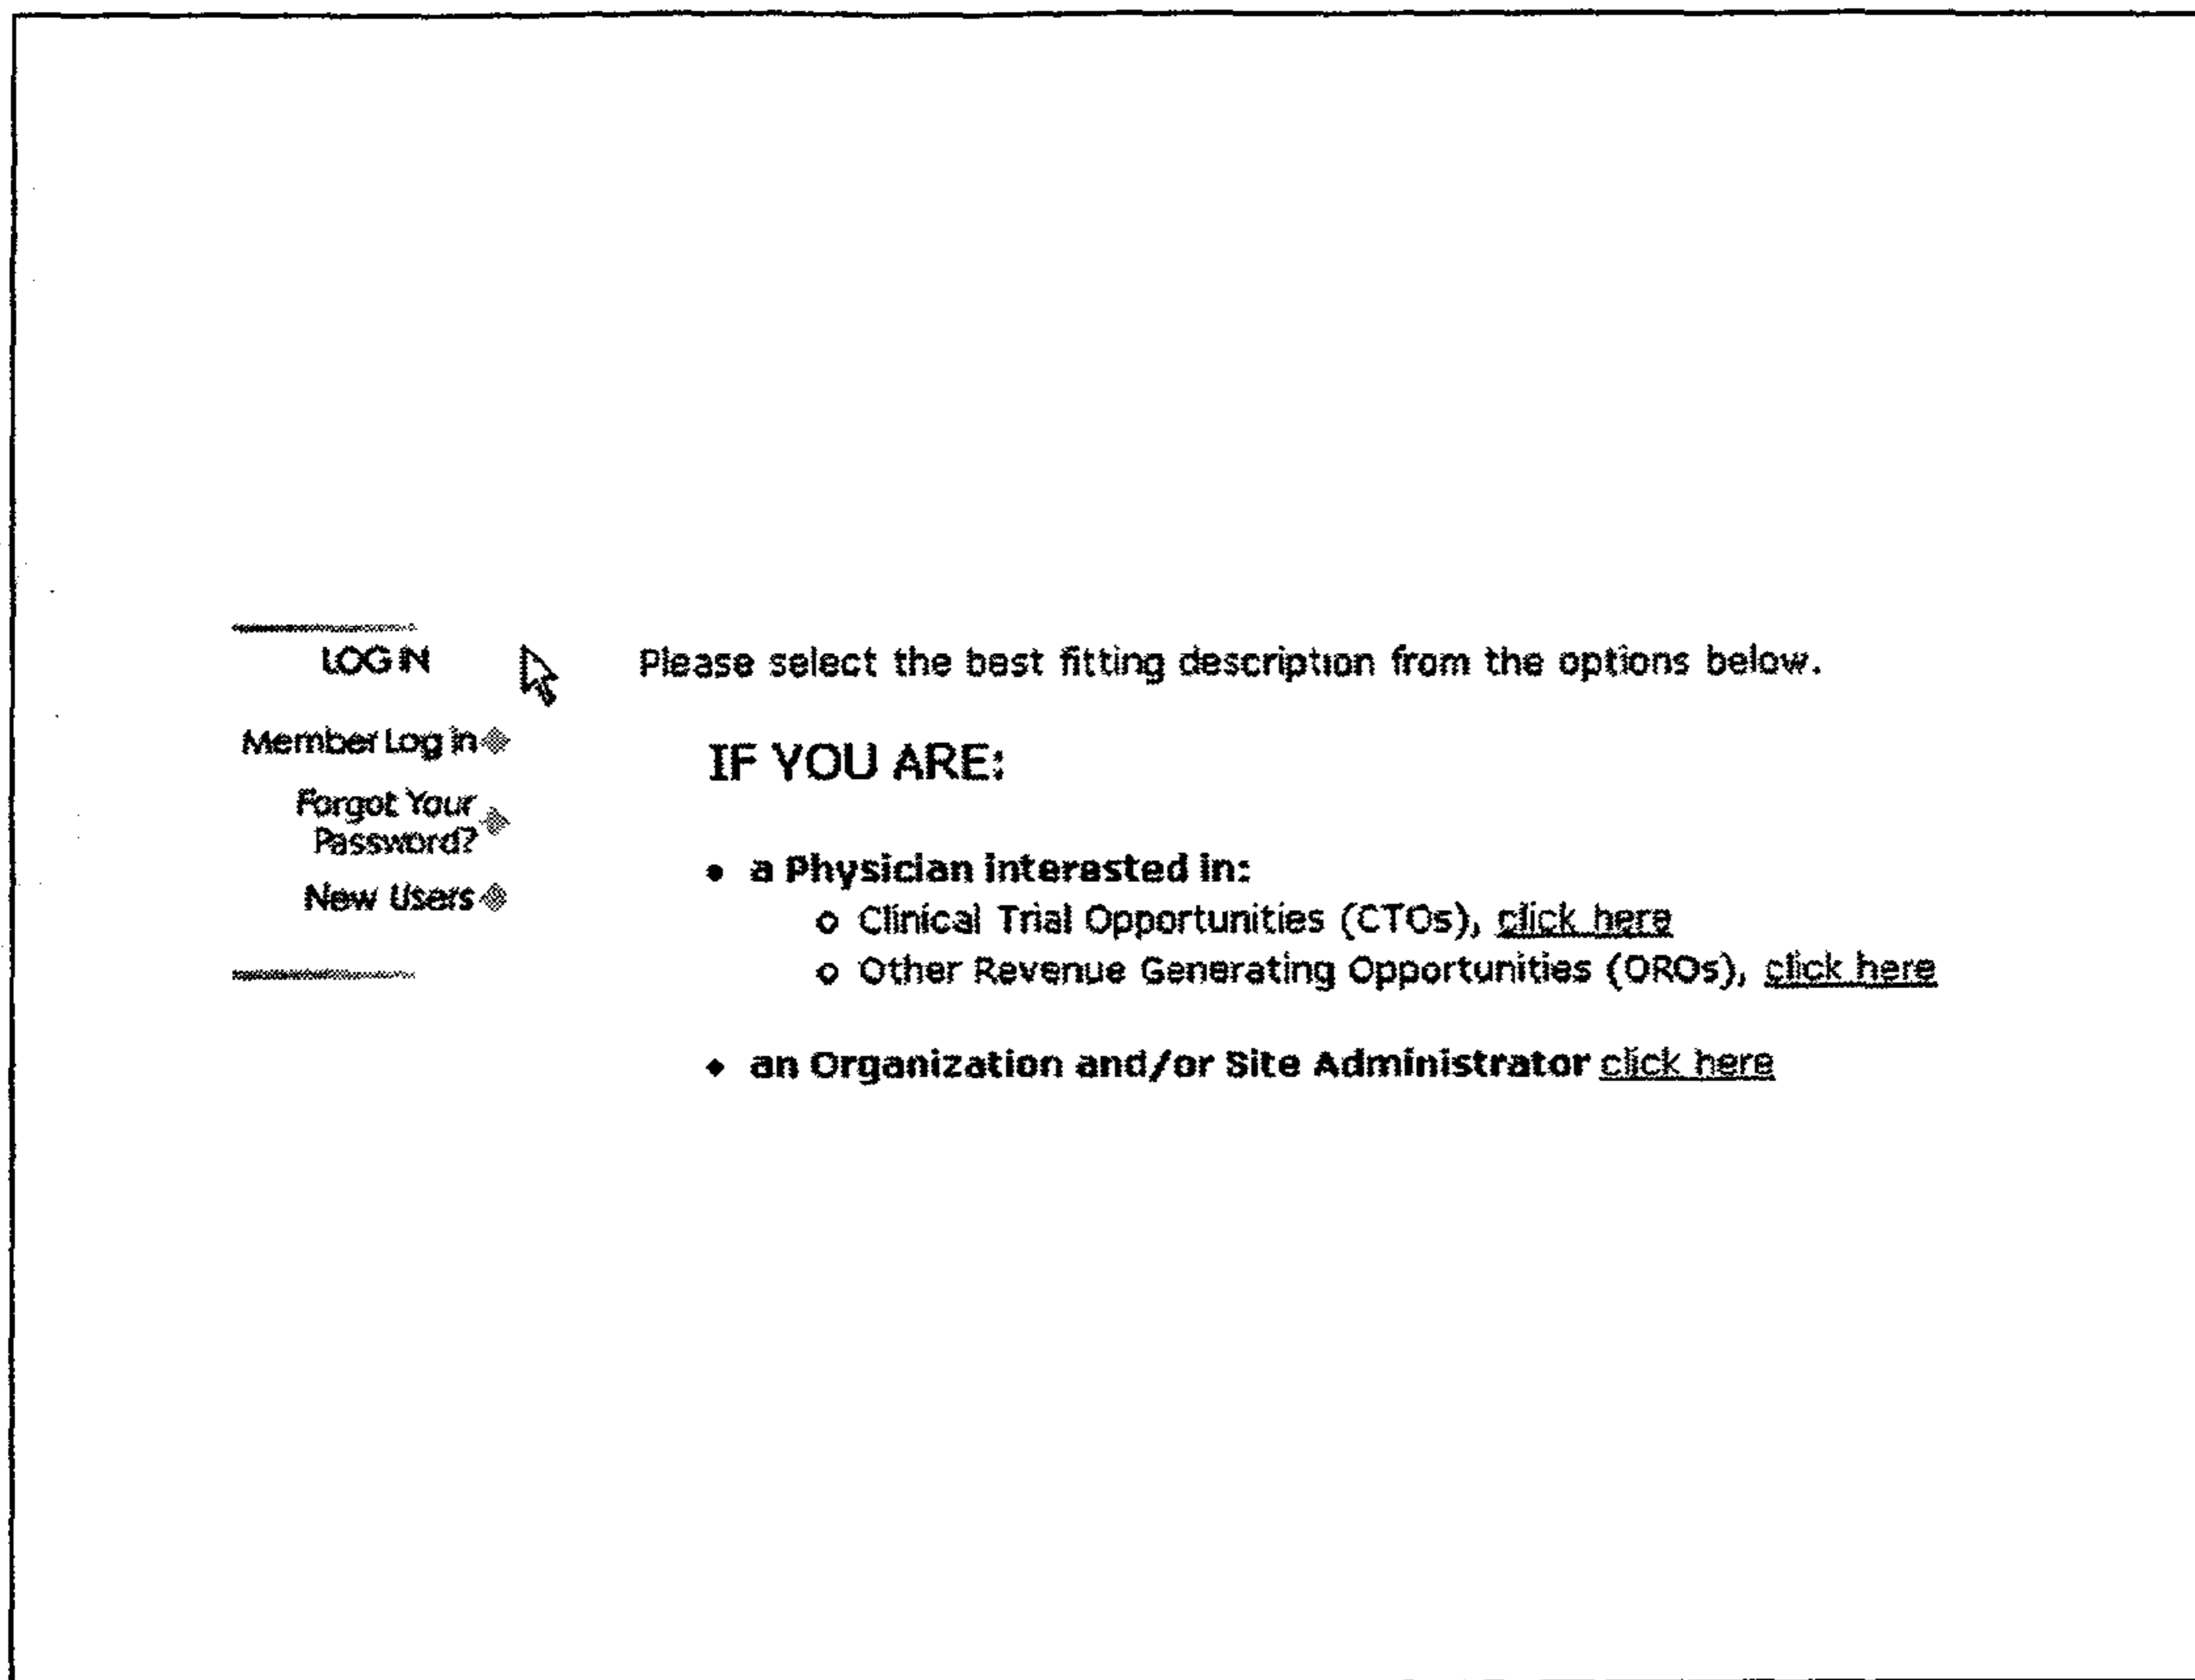 LOG IN
Member Log in
Forgot Your
Password?
New Users
Please select the best fitting description from the options below.
IF YOU ARE:
• a Physician interested in:
o Clinical Trial Opportunities (CTOs), click here
o Other Revenue Generating Opportunities (OROs), click here
• an Organization and/or Site Administrator click here